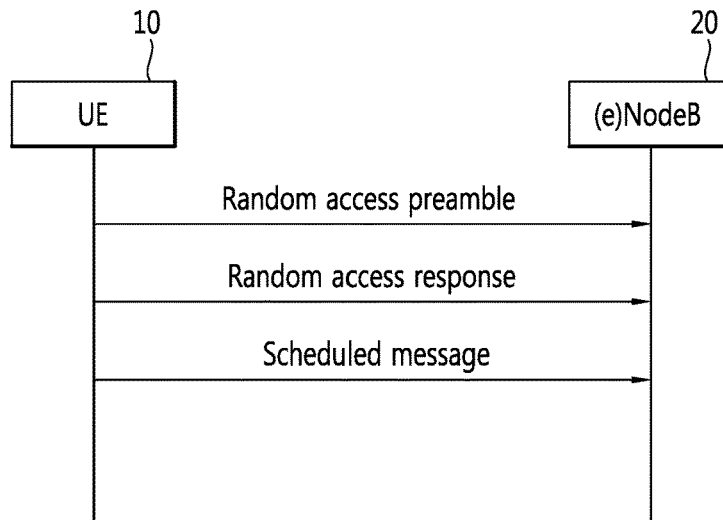 10
20
UE
(e)NodeB
Random access preamble
Random access response
Scheduled message